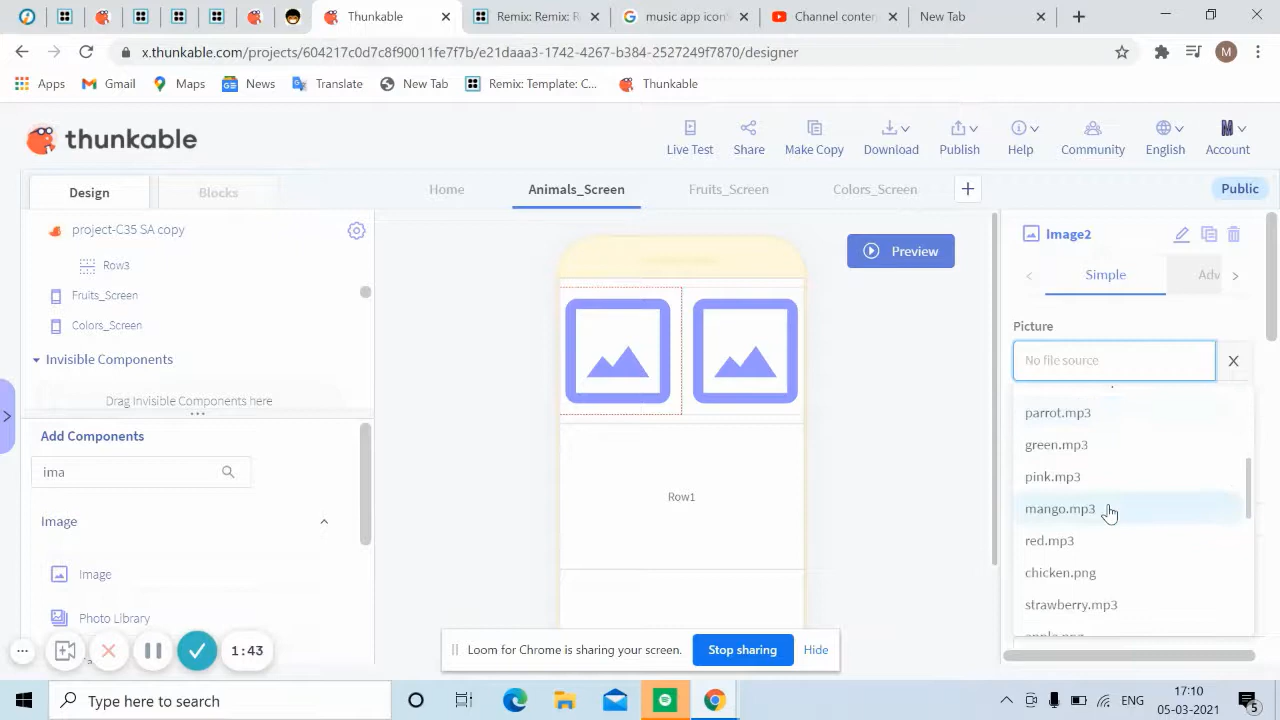 Thunkable
Remix: Remix: R
music app icon
Channel conten
New Tab
x.thunkable.com/projects/604217c0d7c8f90011fe7f7b/e21daaa3-1742-4267-b384-2527249f7870/designer
M
Apps
Gmail
Maps
News
Translate
New Tab
Remix: Template: C...
Thunkable
thunkable
Live Test
Share
Make Copy
Download
Publish
Help
Community
English
Account
Design
Blocks
Home
Animals_Screen
Fruits_Screen
Colors_Screen
Public
project-C35 SA copy
Row3
Fruits_Screen
Colors_Screen
Invisible Components
Drag Invisible Components here
Add Components
ima
Image
Image
Photo Library
Preview
Row1
Image2
Simple
Adv
Picture
No file source
X
parrot.mp3
green.mp3
pink.mp3
mango.mp3
red.mp3
chicken.png
strawberry.mp3
apple.png
1:43
Loom for Chrome is sharing your screen.
Stop sharing
Hide
Type here to search
ENG
17:10
05-03-2021
5